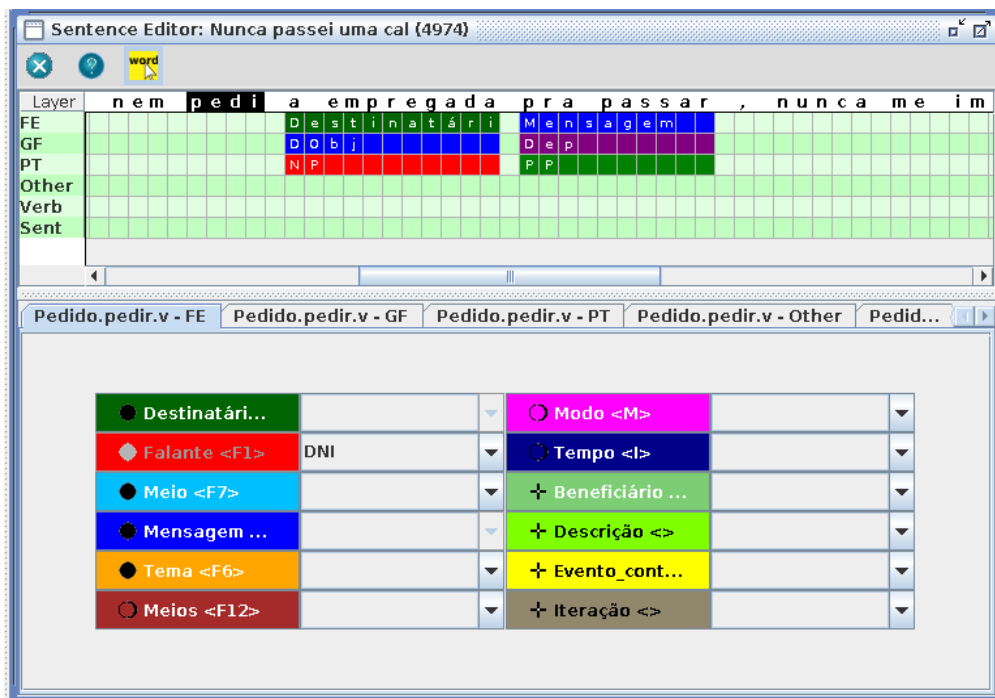 Sentence Editor: Nunca passei uma cal (4974)
word
Layer nem pedi a empregada pra passar , nunca me im
FE Destinatári Mensagem
GF DObj Dep
PT NP PP
Other
Verb
Sent
Pedido.pedir.v - FE Pedido.pedir.v - GF Pedido.pedir.v - PT Pedido.pedir.v - Other Pedid...
Destinatári... Modo <M>
Falante <F1> DNI Tempo <I>
Meio <F7> Beneficiário ...
Mensagem ... Descrição <>
Tema <F6> Evento_cont...
Meios <F12> Iteração <>